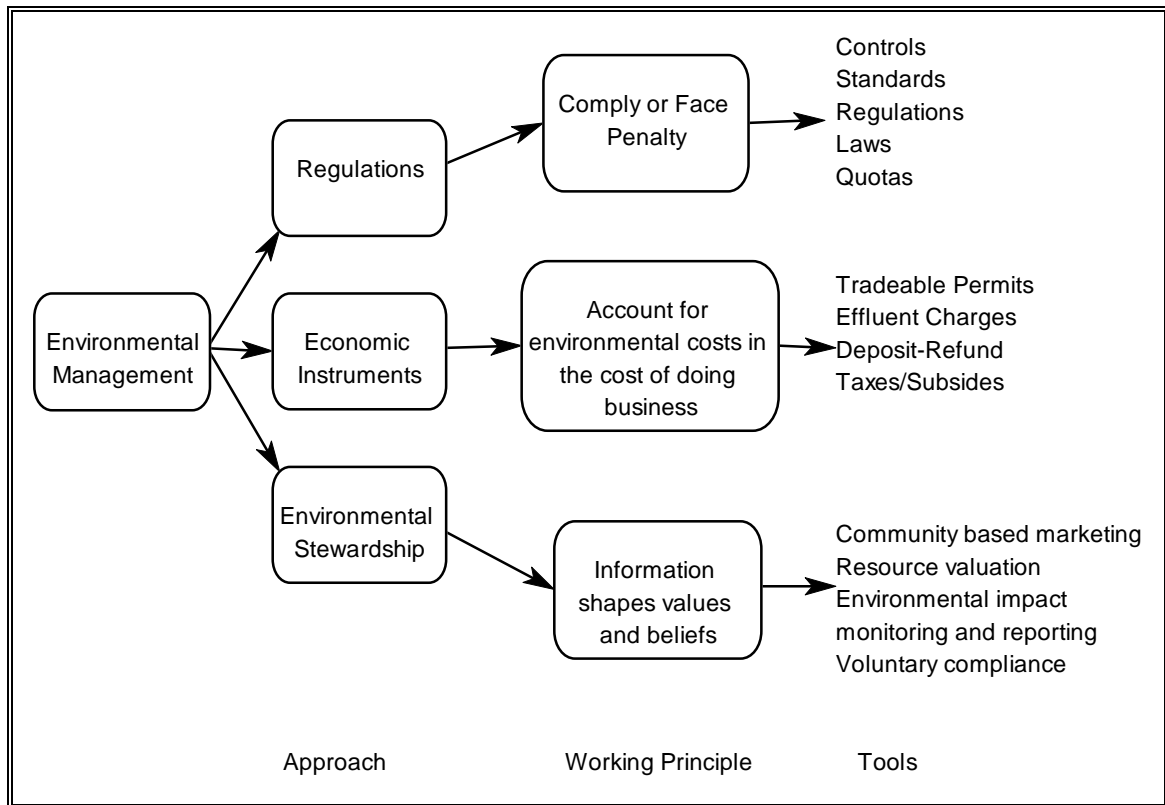 Environmental
Management
Regulations
Comply or Face
Penalty
Controls
Standards
Regulations
Laws
Quotas
Economic
Instruments
Account for
environmental costs in
the cost of doing
business
Tradeable Permits
Effluent Charges
Deposit-Refund
Taxes/Subsides
Environmental
Stewardship
Information
shapes values
and beliefs
Community based marketing
Resource valuation
Environmental impact
monitoring and reporting
Voluntary compliance
Approach
Working Principle
Tools